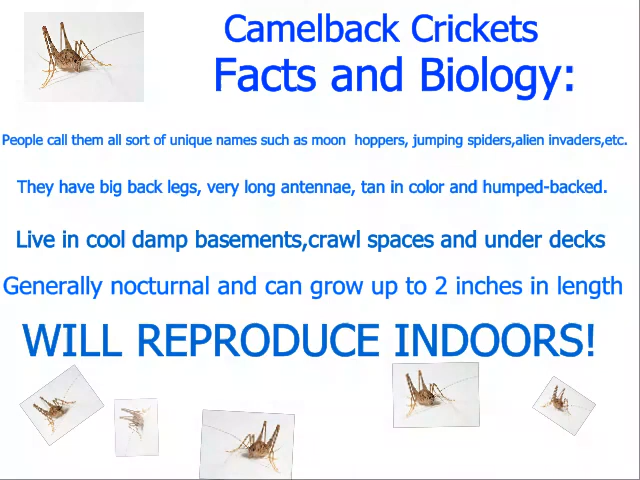 Camelback Crickets
Facts and Biology:
People call them all sort of unique names such as moon  hoppers, jumping spiders,alien invaders,etc.
They have big back legs, very long antennae, tan in color and humped-backed.
Live in cool damp basements,crawl spaces and under decks
Generally nocturnal and can grow up to 2 inches in length
WILL REPRODUCE INDOORS!